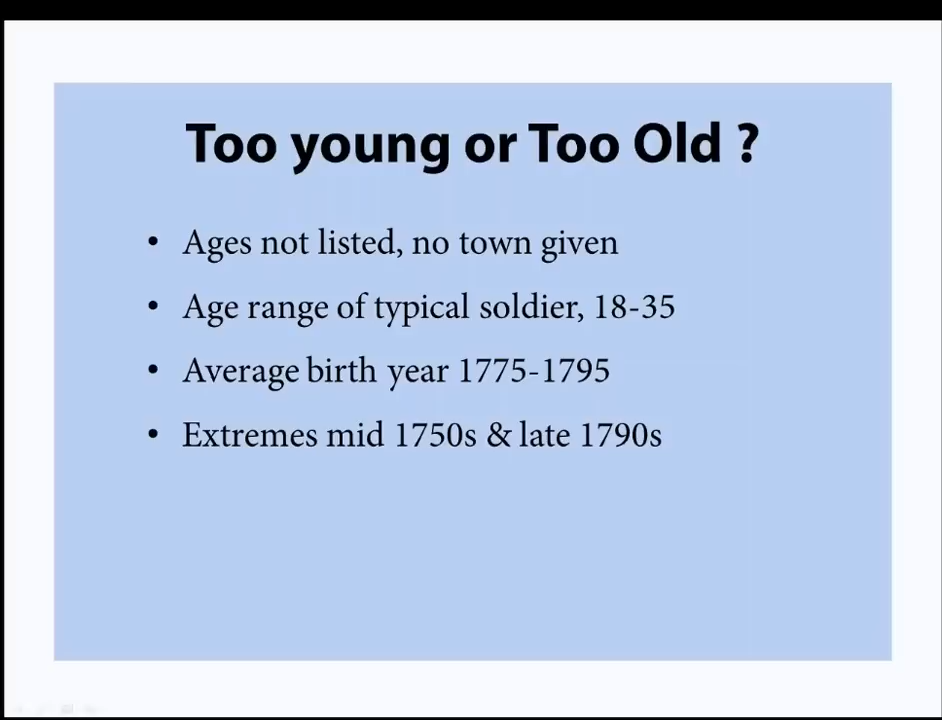 Too young or Too Old ?
• Ages not listed, no town given
• Age range of typical soldier, 18-35
• Average birth year 1775-1795
• Extremes mid 1750s & late 1790s